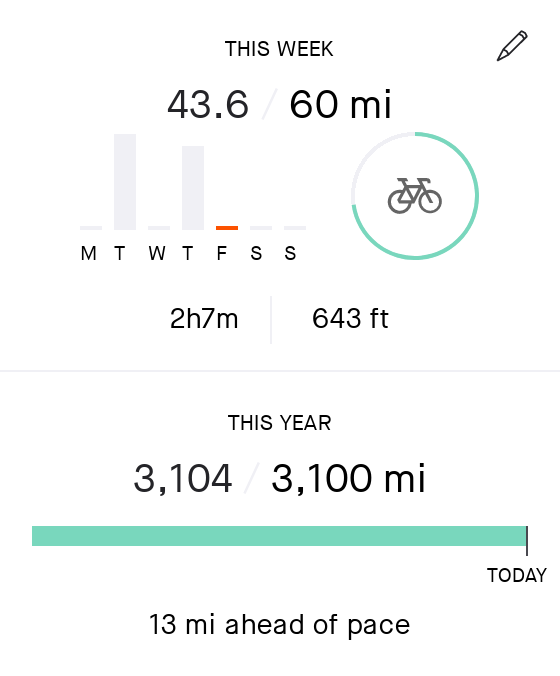 THIS WEEK
43.6 / 60 mi
M T W T F S S
2h7m | 643 ft
THIS YEAR
3,104 / 3,100 mi
TODAY
13 mi ahead of pace